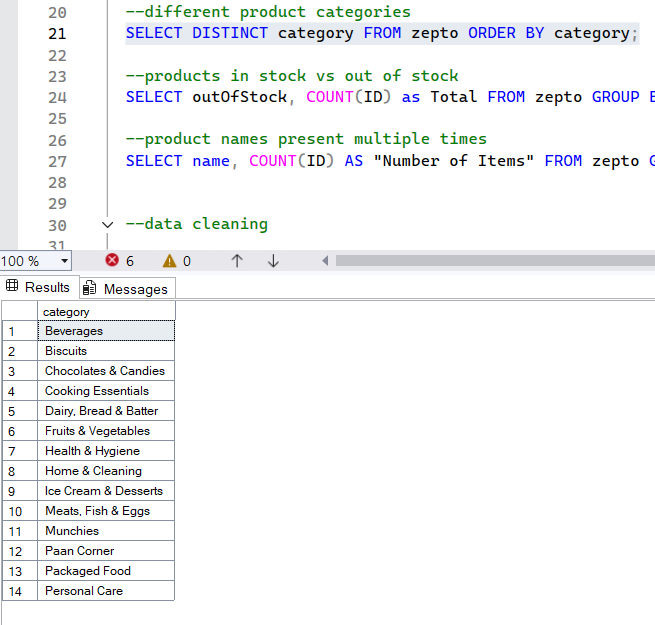 20 --different product categories
21 SELECT DISTINCT category FROM zepto ORDER BY category;
22
23 --products in stock vs out of stock
24 SELECT outOfStock, COUNT(ID) as Total FROM zepto GROUP B
25
26 --product names present multiple times
27 SELECT name, COUNT(ID) AS "Number of Items" FROM zepto G
28
29
30 --data cleaning
31
100 % 6 0
Results Messages
category
1 Beverages
2 Biscuits
3 Chocolates & Candies
4 Cooking Essentials
5 Dairy, Bread & Batter
6 Fruits & Vegetables
7 Health & Hygiene
8 Home & Cleaning
9 Ice Cream & Desserts
10 Meats, Fish & Eggs
11 Munchies
12 Paan Corner
13 Packaged Food
14 Personal Care